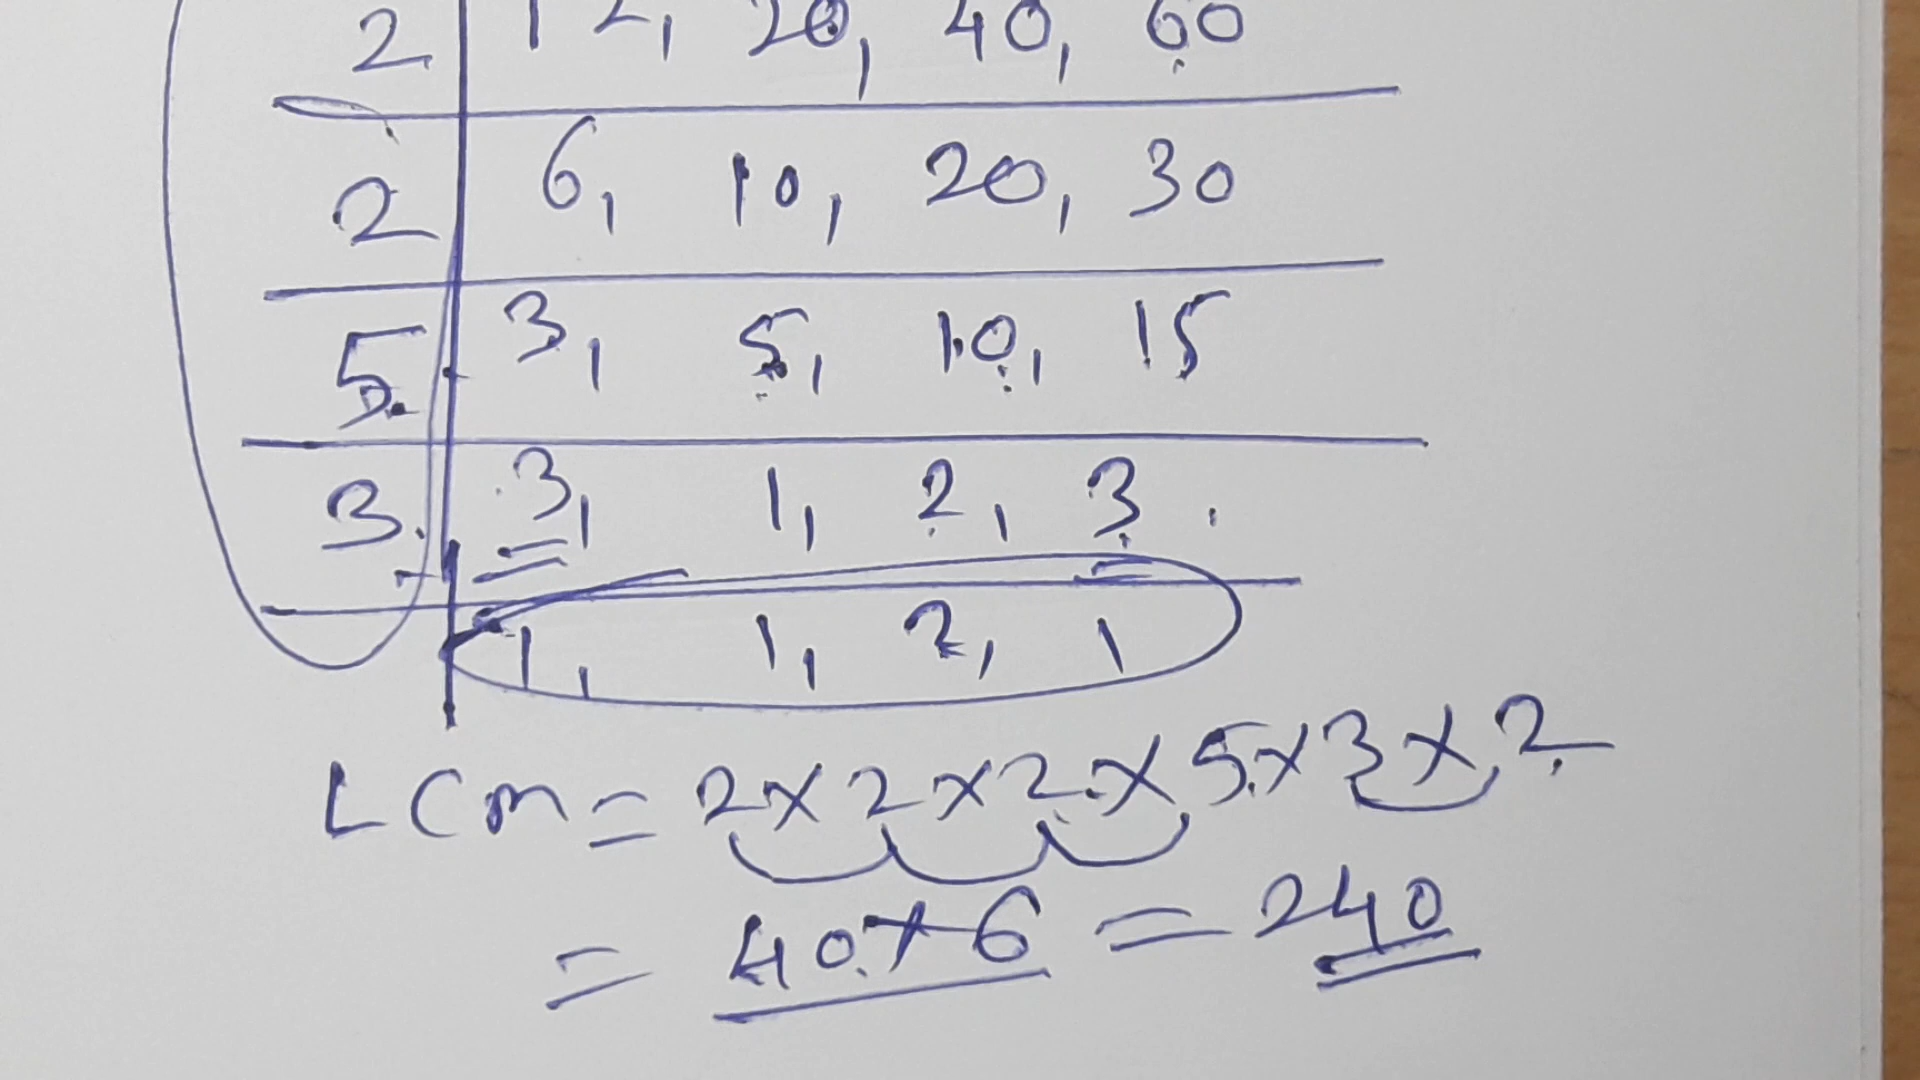 2 12, 20, 40, 60
2 6, 10, 20, 30
5 3, 5, 10, 15
3 3, 1, 2, 3
1, 1, 2, 1
LCM = 2 × 2 × 2 × 5 × 3 × 2
= 40 × 6 = 240